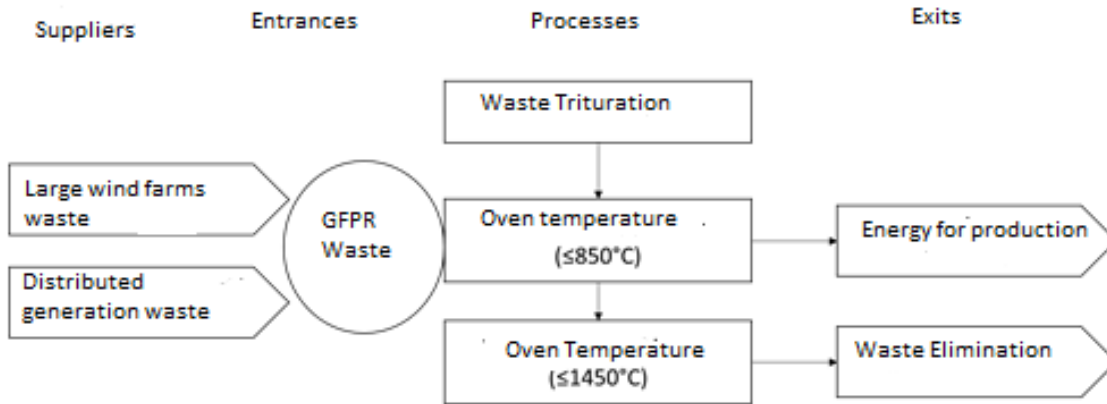 Suppliers
Entrances
Processes
Exits
Waste Trituration
Large wind farms
waste
GFPR
Waste
Oven temperature
(≤850°C)
Energy for production
Distributed
generation waste
Oven Temperature
(≤1450°C)
Waste Elimination